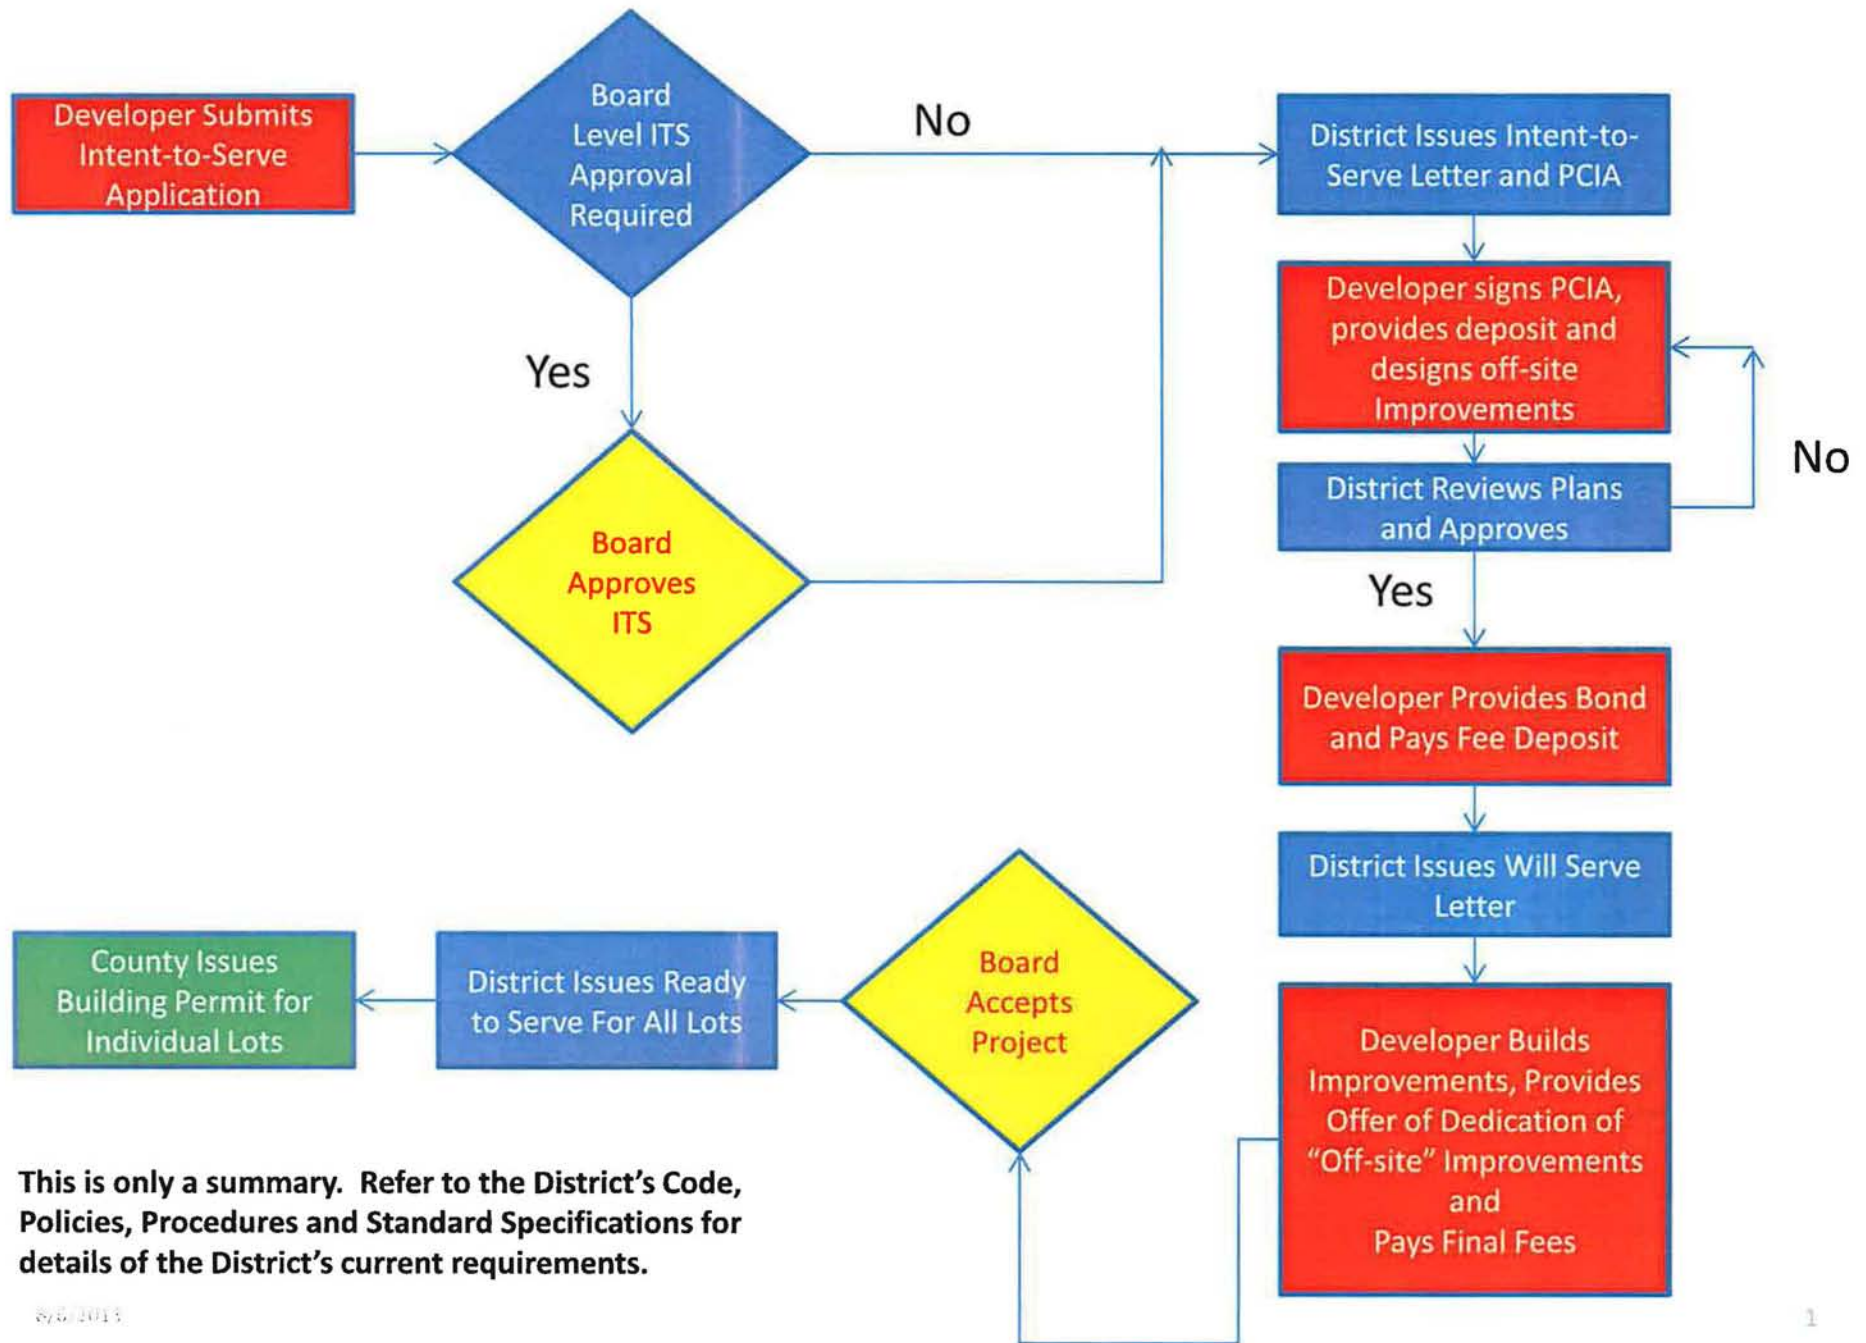 Developer Submits
Intent-to-Serve
Application
Board
Level ITS
Approval
Required
No
District Issues Intent-to-
Serve Letter and PCIA
Developer signs PCIA,
provides deposit and
designs off-site
Improvements
No
District Reviews Plans
and Approves
Yes
Board
Approves
ITS
Yes
Developer Provides Bond
and Pays Fee Deposit
District Issues Will Serve
Letter
Developer Builds
Improvements, Provides
Offer of Dedication of
“Off-site” Improvements
and
Pays Final Fees
Board
Accepts
Project
District Issues Ready
to Serve For All Lots
County Issues
Building Permit for
Individual Lots
This is only a summary.  Refer to the District’s Code,
Policies, Procedures and Standard Specifications for
details of the District’s current requirements.
1